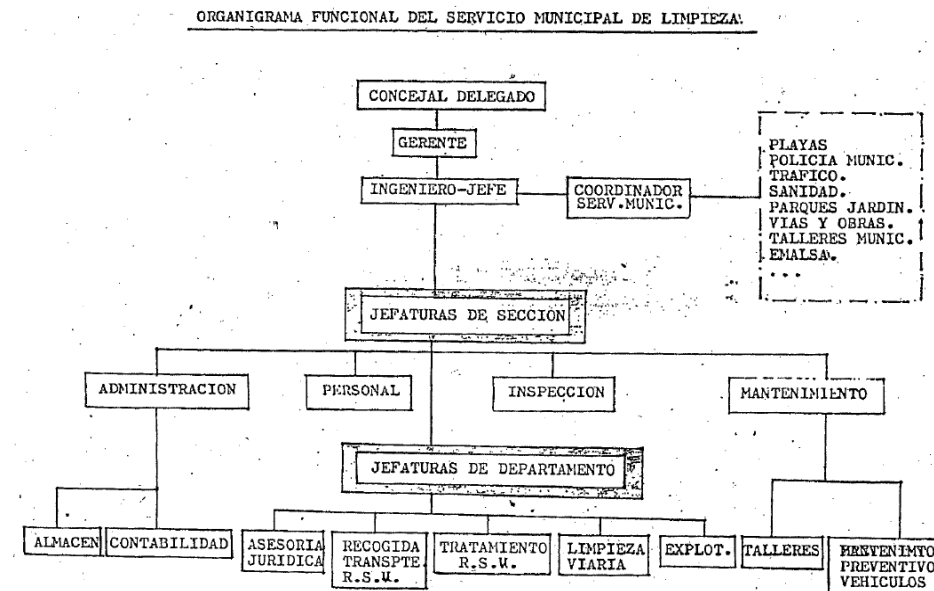 ORGANIGRAMA FUNCIONAL DEL SERVICIO MUNICIPAL DE LIMPIEZA.
CONCEJAL DELEGADO
GERENTE
INGENIERO-JEFE
COORDINADOR
SERV.MUNIC.
PLAYAS
POLICIA MUNIC.
TRAFICO.
SANIDAD.
PARQUES JARDIN.
VIAS Y OBRAS.
TALLERES MUNIC.
EMALSA.
...
JEFATURAS DE SECCION
ADMINISTRACION
PERSONAL
INSPECCION
MANTENIMIENTO
JEFATURAS DE DEPARTAMENTO
ALMACEN
CONTABILIDAD
ASESORIA
JURIDICA
RECOGIDA
TRANSPTE.
R.S.U.
TRATAMIENTO
R.S.U.
LIMPIEZA
VIARIA
EXPLOT.
TALLERES
PREVENTIVO
VEHICULOS